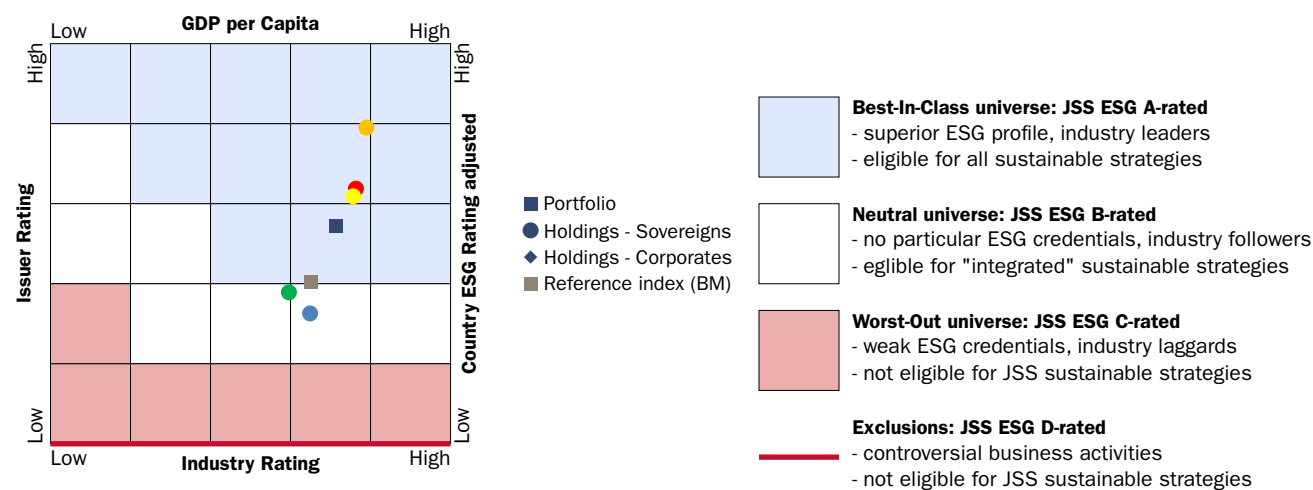 GDP per Capita
Low
High
High
High
Issuer Rating
Country ESG Rating adjusted
Low
Low
Low
High
Industry Rating
Portfolio
Holdings - Sovereigns
Holdings - Corporates
Reference index (BM)
Best-In-Class universe: JSS ESG A-rated
- superior ESG profile, industry leaders
- eligible for all sustainable strategies
Neutral universe: JSS ESG B-rated
- no particular ESG credentials, industry followers
- eglible for "integrated" sustainable strategies
Worst-Out universe: JSS ESG C-rated
- weak ESG credentials, industry laggards
- not eligible for JSS sustainable strategies
Exclusions: JSS ESG D-rated
- controversial business activities
- not eligible for JSS sustainable strategies